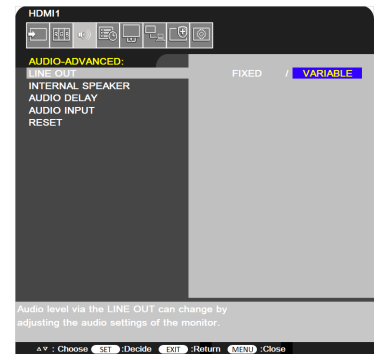 HDMI1
AUDIO-ADVANCED:
LINE OUT FIXED / VARIABLE
INTERNAL SPEAKER
AUDIO DELAY
AUDIO INPUT
RESET
Audio level via the LINE OUT can change by
adjusting the audio settings of the monitor.
△▽ : Choose SET :Decide EXIT :Return MENU :Close